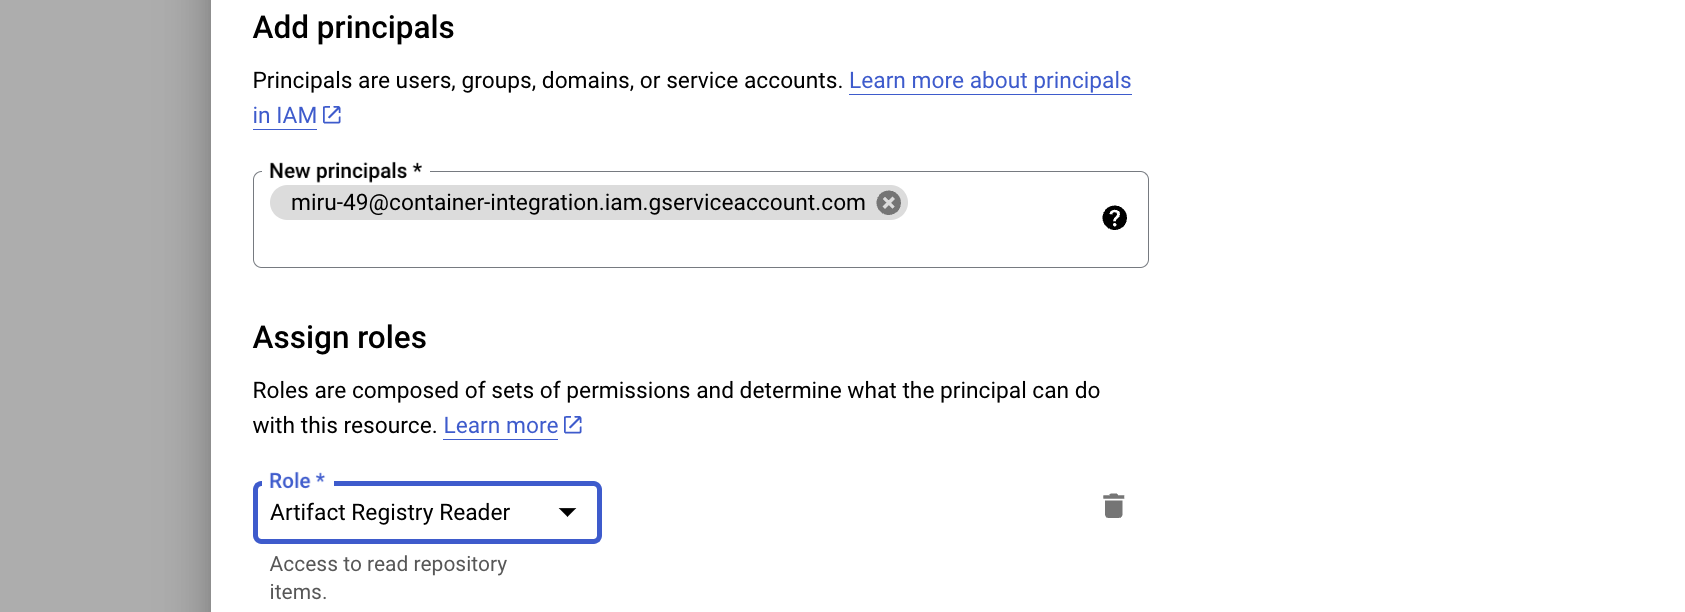 Add principals
Principals are users, groups, domains, or service accounts. Learn more about principals
in IAM
New principals *
miru-49@container-integration.iam.gserviceaccount.com
Assign roles
Roles are composed of sets of permissions and determine what the principal can do
with this resource. Learn more
Role *
Artifact Registry Reader
Access to read repository
items.